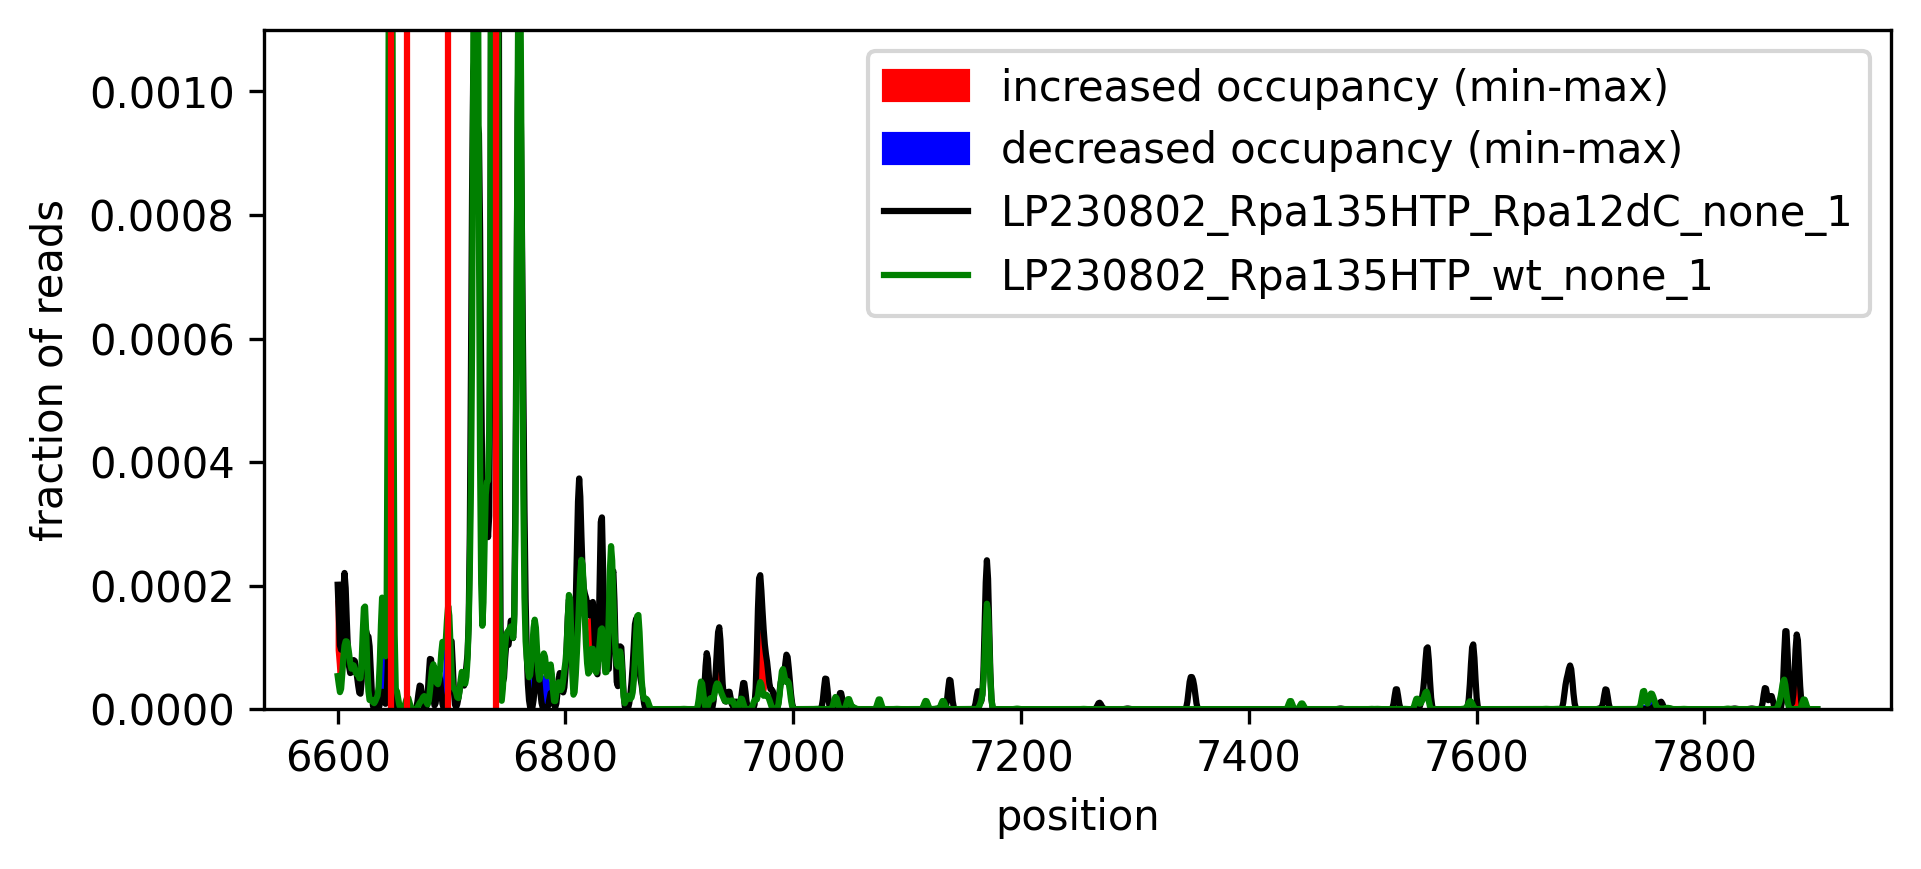 0.0010
0.0008
0.0006
0.0004
0.0002
0.0000
fraction of reads
increased occupancy (min-max)
decreased occupancy (min-max)
LP230802_Rpa135HTP_Rpa12dC_none_1
LP230802_Rpa135HTP_wt_none_1
6600 6800 7000 7200 7400 7600 7800
position